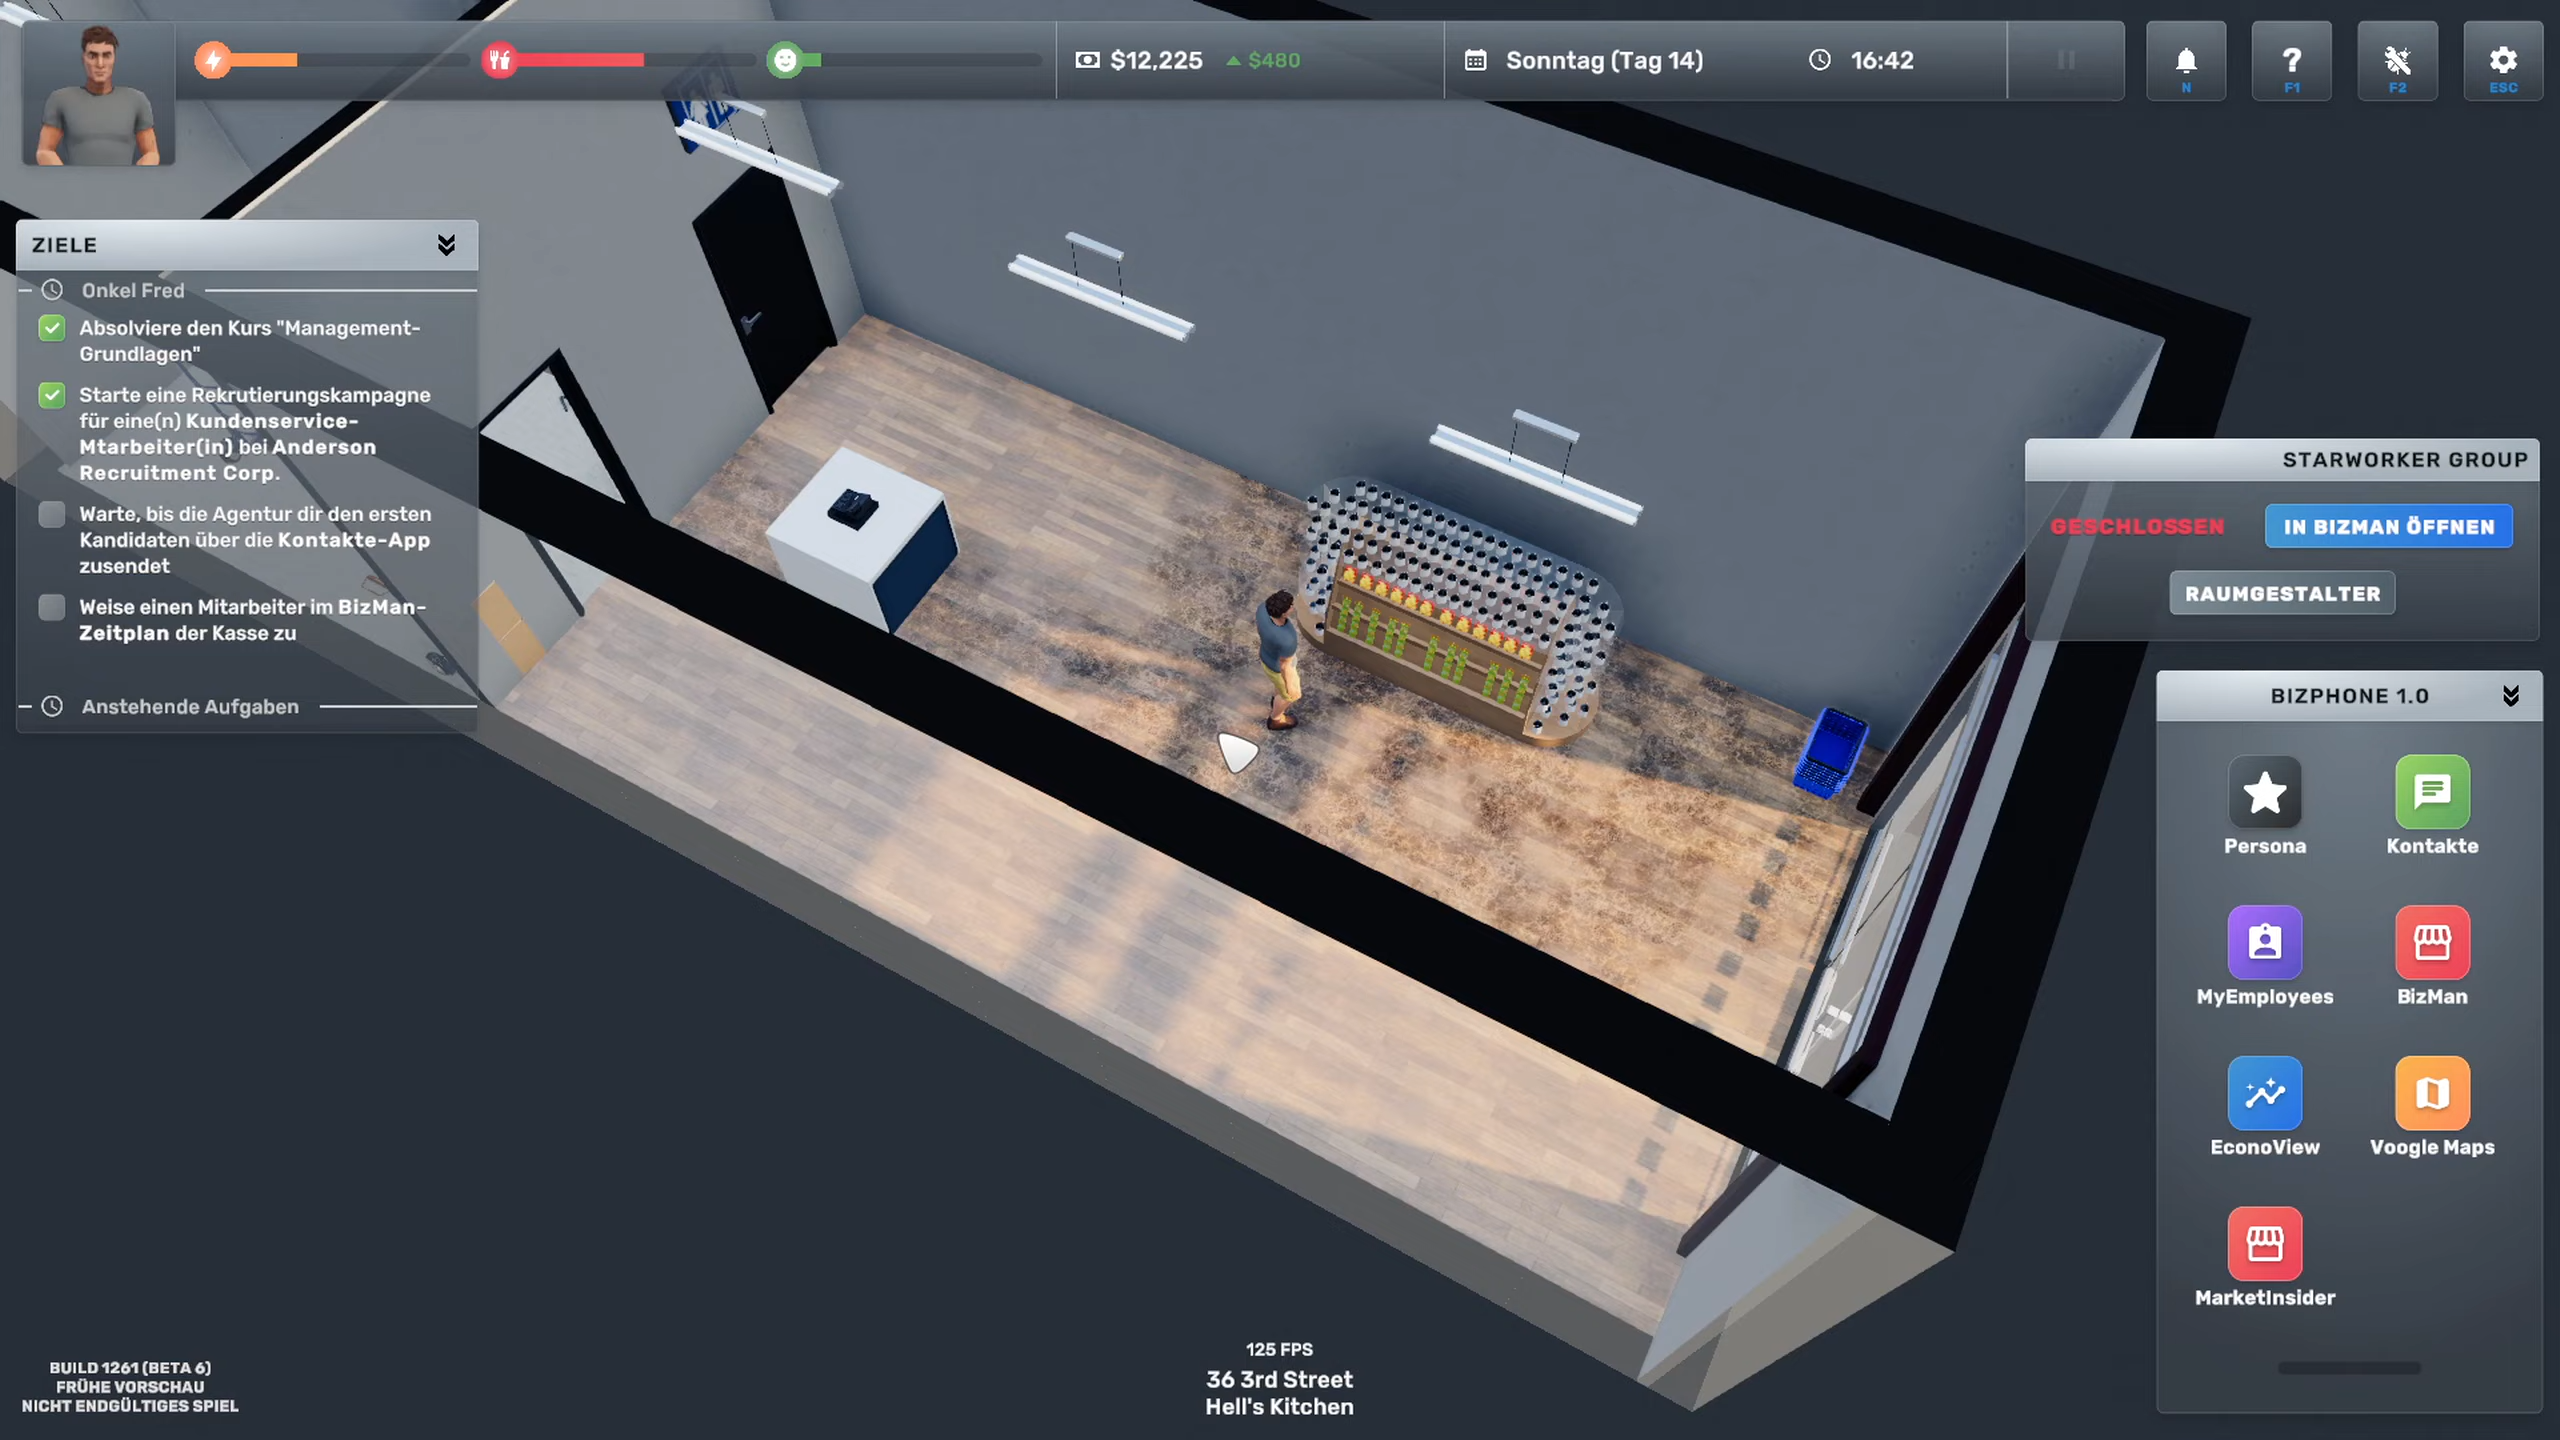 $12,225
$480
Sonntag (Tag 14)
16:42
N
F1
F2
ESC
ZIELE
Onkel Fred
Absolviere den Kurs "Management-
Grundlagen"
Starte eine Rekrutierungskampagne
für eine(n) Kundenservice-
Mtarbeiter(in) bei Anderson
Recruitment Corp.
Warte, bis die Agentur dir den ersten
Kandidaten über die Kontakte-App
zusendet
Weise einen Mitarbeiter im BizMan-
Zeitplan der Kasse zu
Anstehende Aufgaben
STARWORKER GROUP
GESCHLOSSEN
IN BIZMAN ÖFFNEN
RAUMGESTALTER
BIZPHONE 1.0
Persona
Kontakte
MyEmployees
BizMan
EconoView
Voogle Maps
MarketInsider
125 FPS
36 3rd Street
Hell's Kitchen
BUILD 1261 (BETA 6)
FRÜHE VORSCHAU
NICHT ENDGÜLTIGES SPIEL